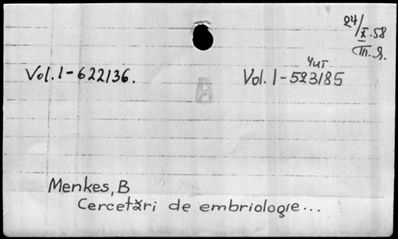 24/X.58
Vol. 1-622136.
чит
Vol. 1-523185
Menkes, B
Cercetări de embriologie...